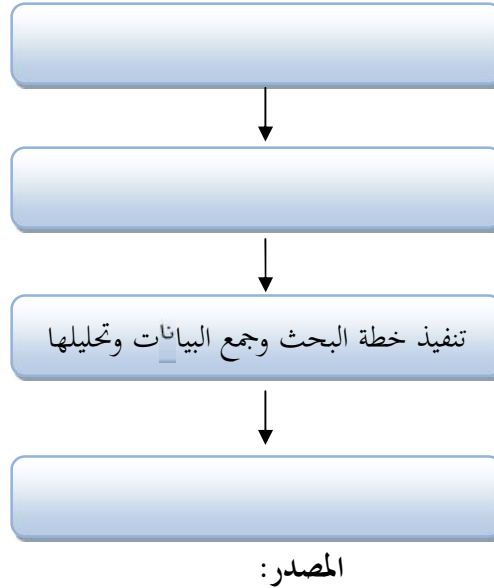 تنفيذ خطة البحث وجمع البيانات وتحليلها
المصدر: